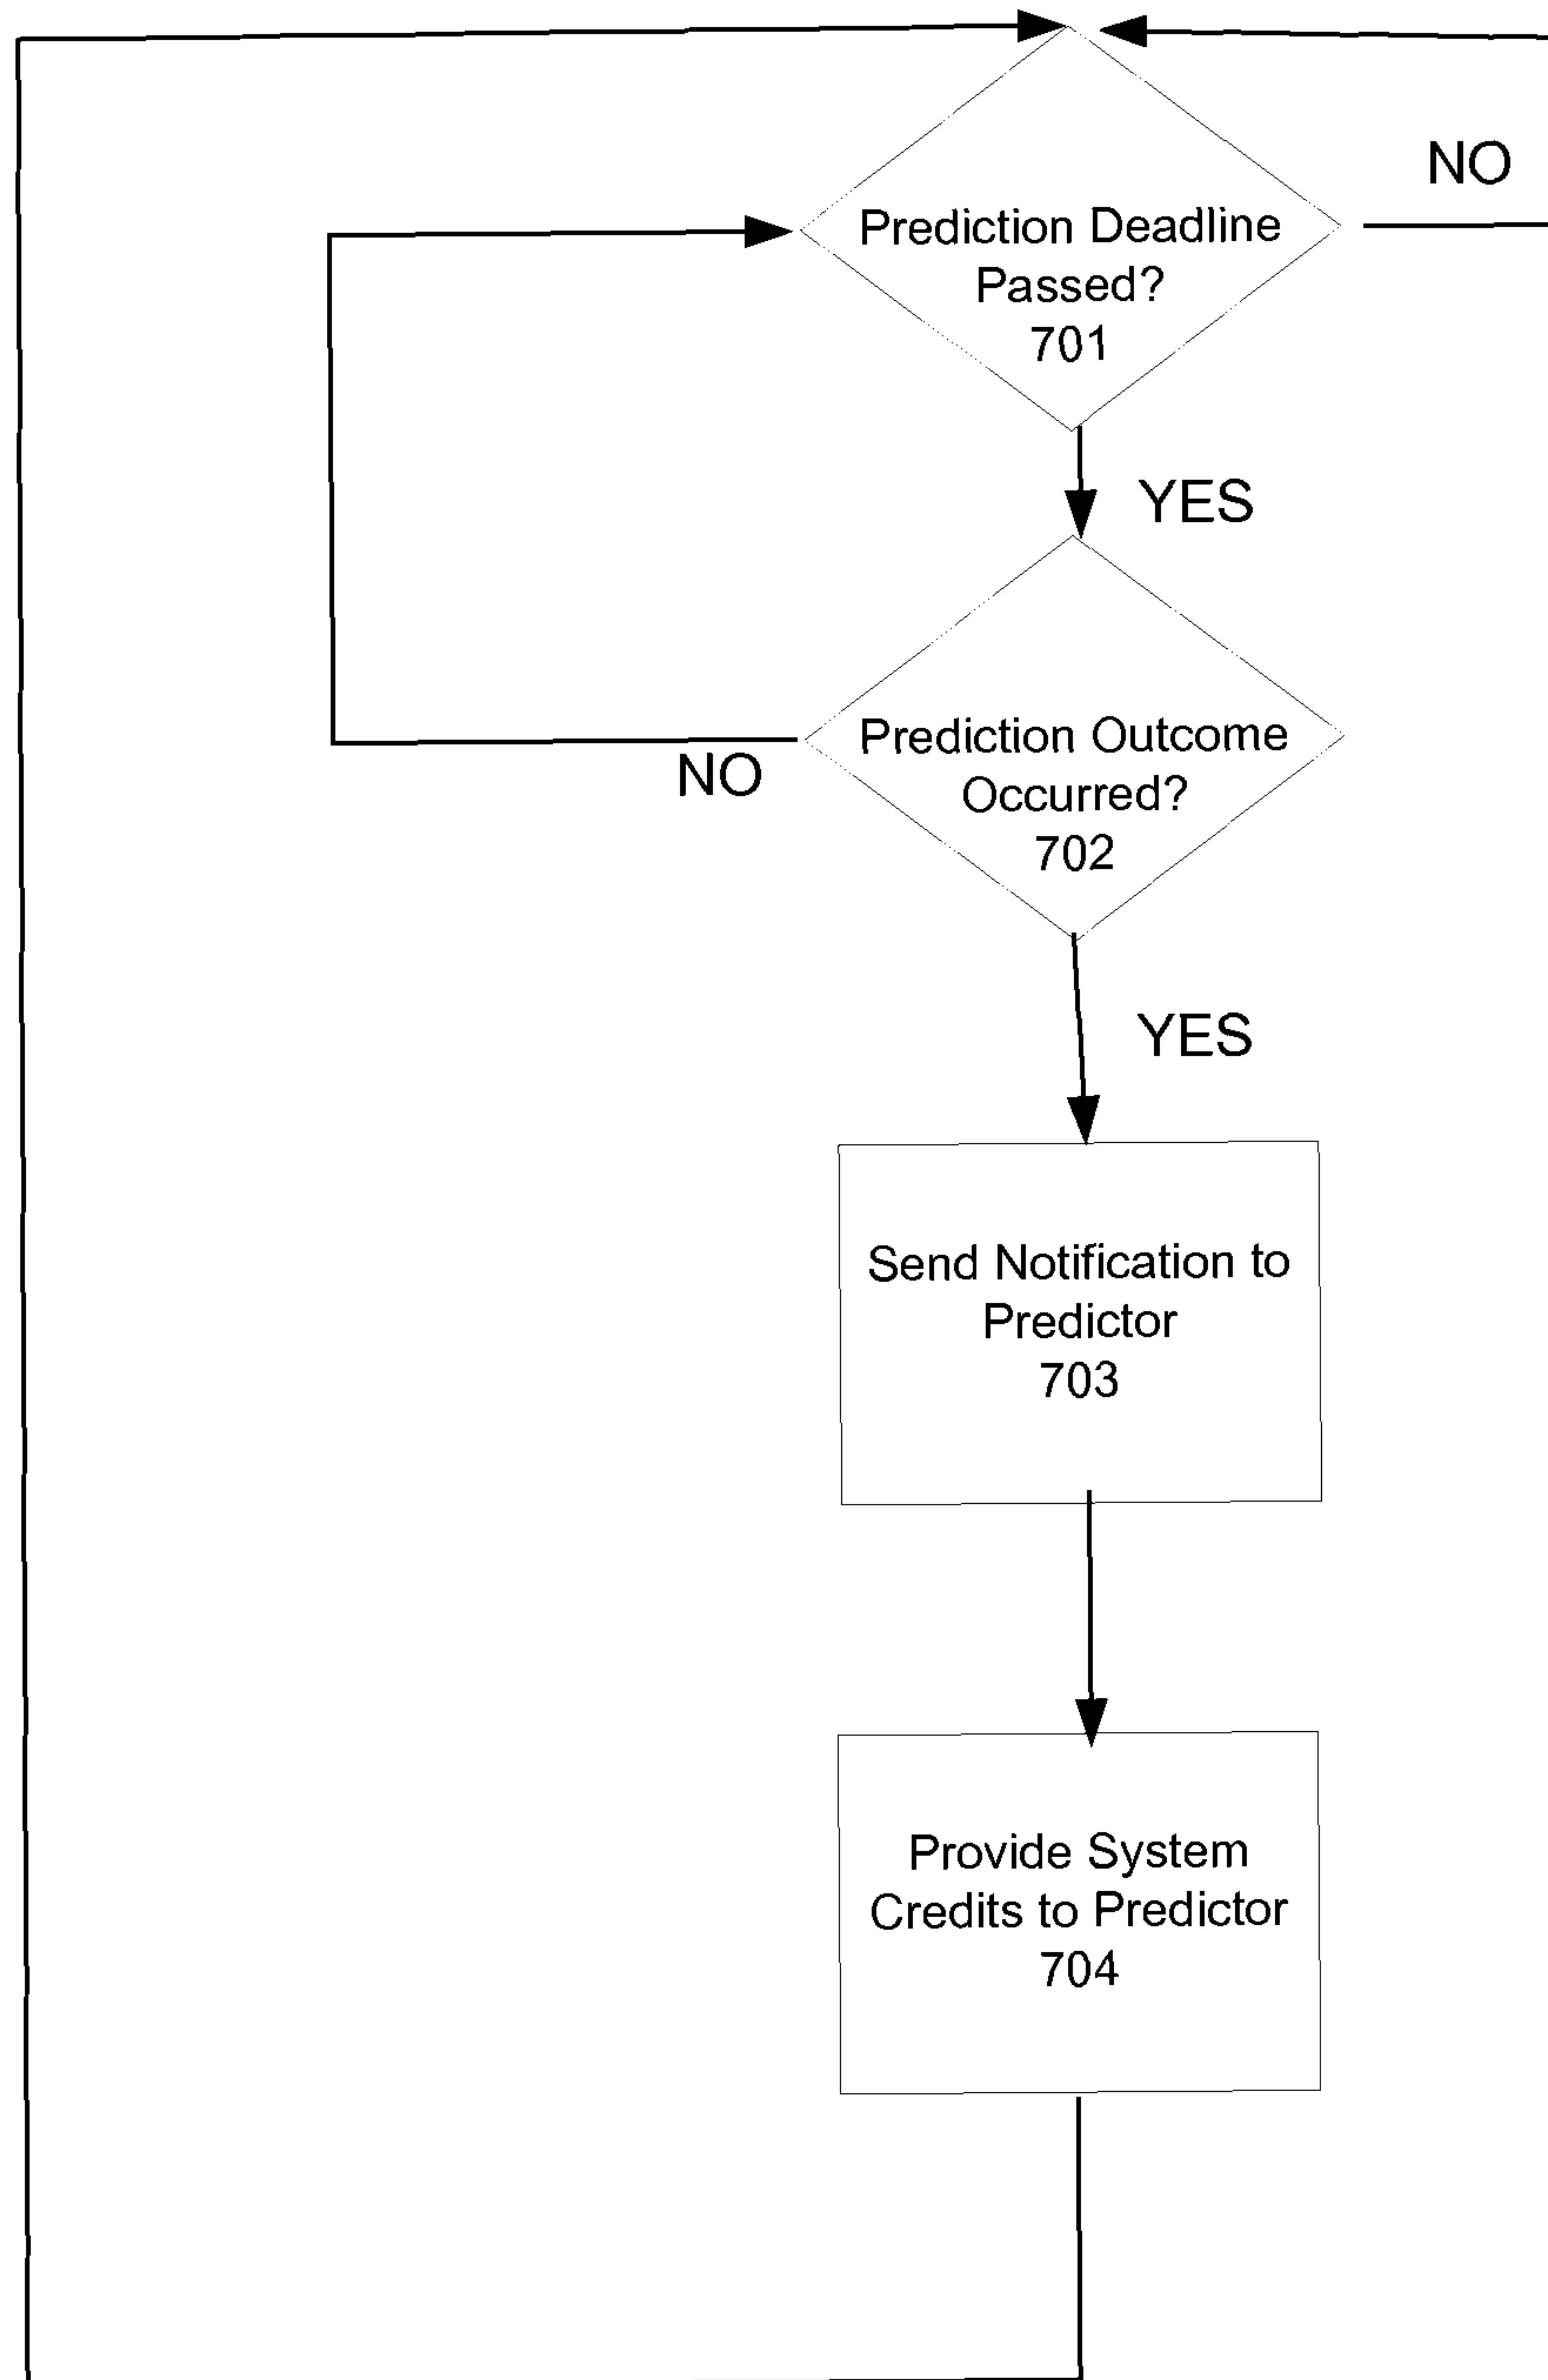 NO
Prediction Deadline
Passed?
701
YES
Prediction Outcome
Occurred?
702
NO
YES
Send Notification to
Predictor
703
Provide System
Credits to Predictor
704